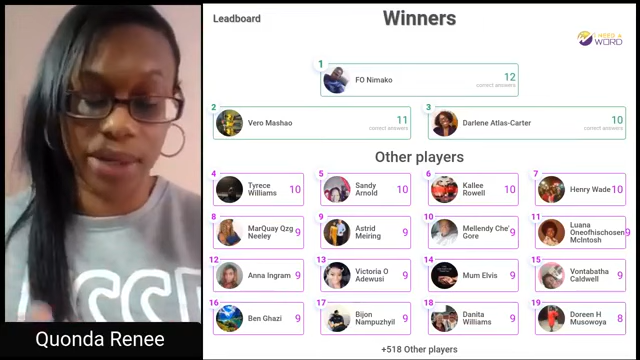 Leadboard
Winners
I NEED A
WORD
1
FO Nimako
12
correct answers
2
Vero Mashao
11
correct answers
3
Darlene Atlas-Carter
10
correct answers
Other players
4
Tyrece
Williams
10
5
Sandy
Arnold
10
6
Kallee
Rowell
10
7
Henry Wade
10
8
MarQuay Qzg
Neeley
9
9
Astrid
Meiring
9
10
Mellendy Che'
Gore
9
11
Luana
Oneofhischosen
McIntosh
9
12
Anna Ingram
9
13
Victoria O
Adewusi
9
14
Mum Elvis
9
15
Vontabatha
Caldwell
9
16
Ben Ghazi
9
17
Bijon
Nampuzhyil
9
18
Danita
Williams
9
19
Doreen H
Musowoya
8
+518 Other players
Quonda Renee